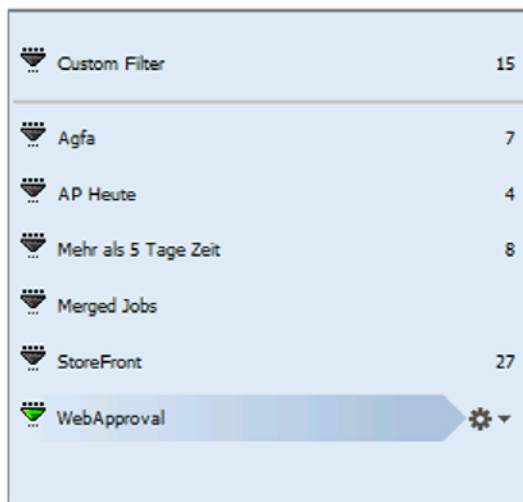 Custom Filter 15
Agfa 7
AP Heute 4
Mehr als 5 Tage Zeit 8
Merged Jobs
StoreFront 27
WebApproval